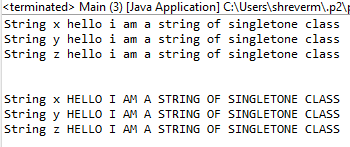 <terminated> Main (3) [Java Application] C:\Users\shreverm\.p2\
String x hello i am a string of singletone class
String y hello i am a string of singletone class
String z hello i am a string of singletone class
String x HELLO I AM A STRING OF SINGLETONE CLASS
String y HELLO I AM A STRING OF SINGLETONE CLASS
String z HELLO I AM A STRING OF SINGLETONE CLASS